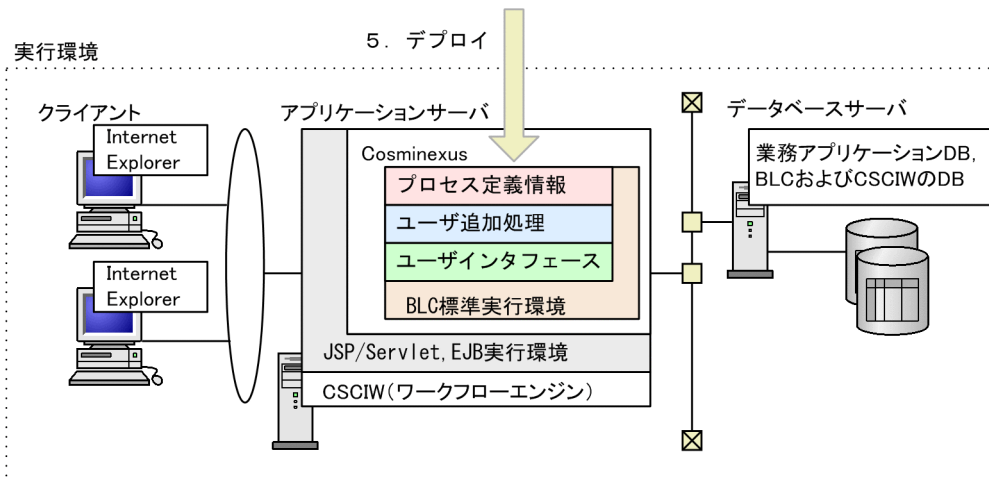 5．デプロイ
実行環境
クライアント
Internet
Explorer
Internet
Explorer
アプリケーションサーバ
Cosminexus
プロセス定義情報
ユーザ追加処理
ユーザインタフェース
BLC標準実行環境
JSP/Servlet,EJB実行環境
CSCIW(ワークフローエンジン)
データベースサーバ
業務アプリケーションDB,
BLCおよびCSCIWのDB